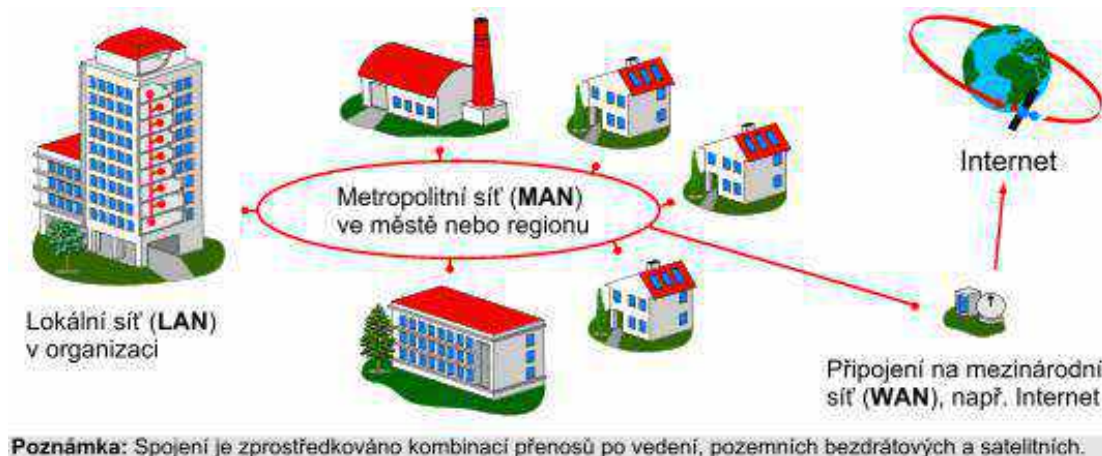 Internet
Metropolitní síť (MAN)
ve městě nebo regionu
Lokální síť (LAN)
v organizaci
Připojení na mezinárodní
síť (WAN), např. Internet
Poznámka: Spojení je zprostředkováno kombinací přenosů po vedení, pozemních bezdrátových a satelitních.